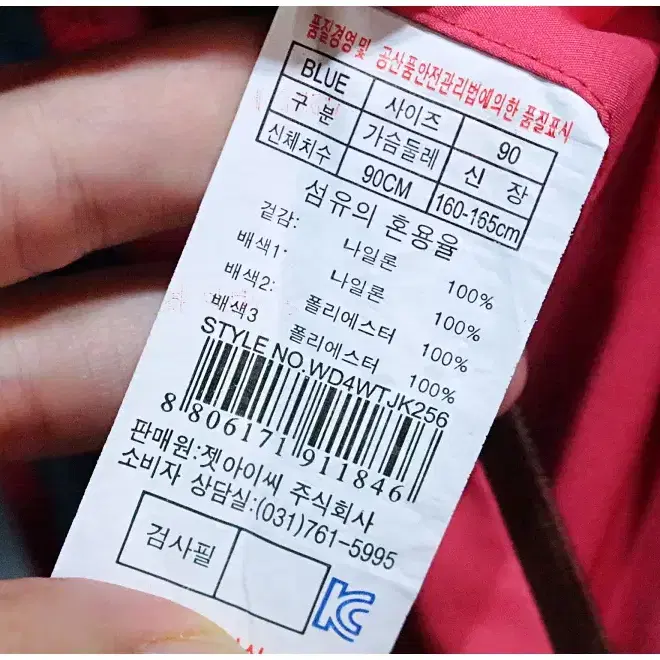 품질경영 및 공산품안전관리법에의한 품질표시
BLUE 사이즈 90
구 분 가슴둘레 신 장
신체치수 90CM 160-165cm
섬유의 혼용율
겉감: 나일론 100%
배색1: 나일론 100%
배색2: 폴리에스터 100%
배색3 폴리에스터 100%
STYLE NO.WD4WTJK256
8 806171 911846
판매원:젯아이씨 주식회사
소비자 상담실:(031)761-5995
검사필
KC